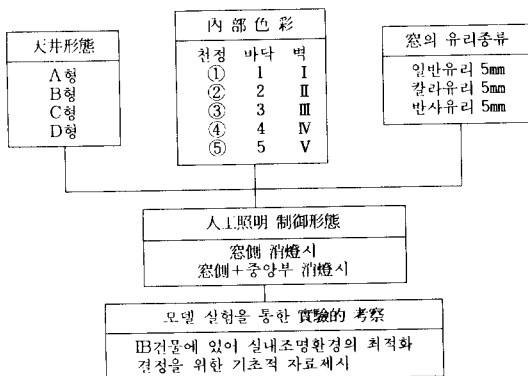 天井形態
A형
B형
C형
D형
內部色彩
천정 바닥 벽
① 1 Ⅰ
② 2 Ⅱ
③ 3 Ⅲ
④ 4 Ⅳ
⑤ 5 Ⅴ
窓의 유리종류
일반유리 5mm
칼라유리 5mm
반사유리 5mm
人工照明 制御形態
窓側 消燈시
窓側+중앙부 消燈시
모델 실험을 통한 實驗的 考察
IB건물에 있어 실내조명환경의 최적화
결정을 위한 기초적 자료제시